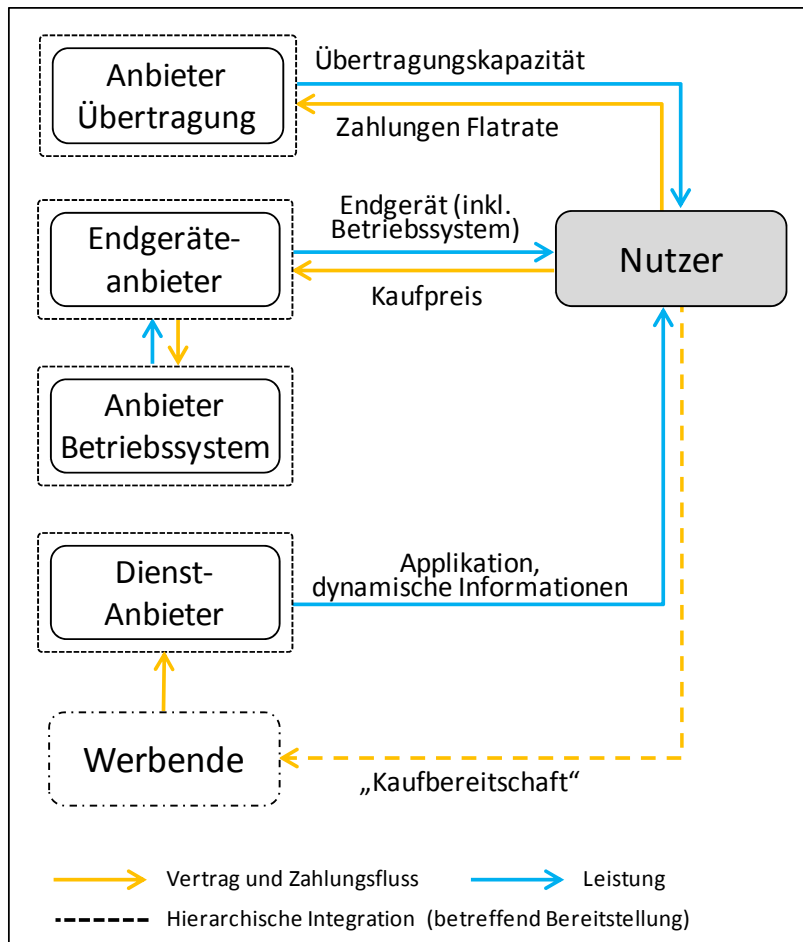 Anbieter
Übertragung
Übertragungskapazität
Zahlungen Flatrate
Endgeräte-
anbieter
Endgerät (inkl.
Betriebssystem)
Kaufpreis
Nutzer
Anbieter
Betriebssystem
Dienst-
Anbieter
Applikation,
dynamische Informationen
Werbende
„Kaufbereitschaft“
Vertrag und Zahlungsfluss
Leistung
Hierarchische Integration (betreffend Bereitstellung)